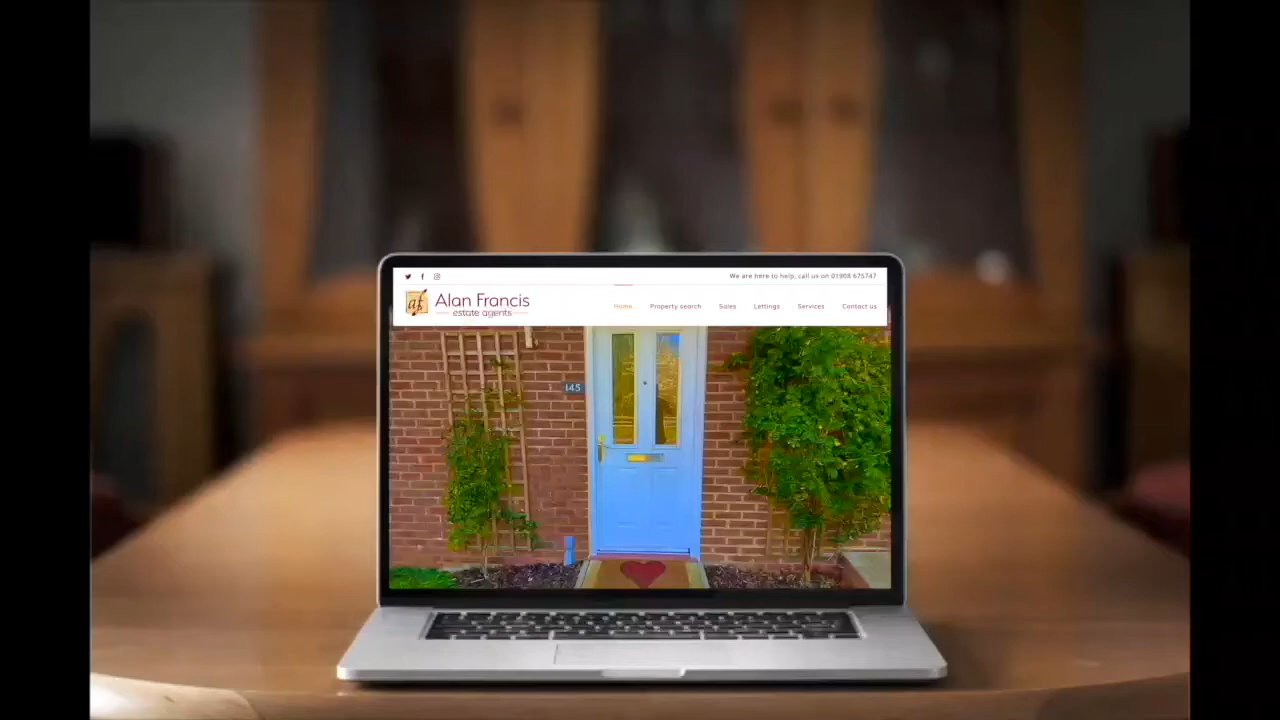 We are here to help, call us on 01908 675747
af Alan Francis
estate agents
Home Property search Sales Lettings Services Contact us
145